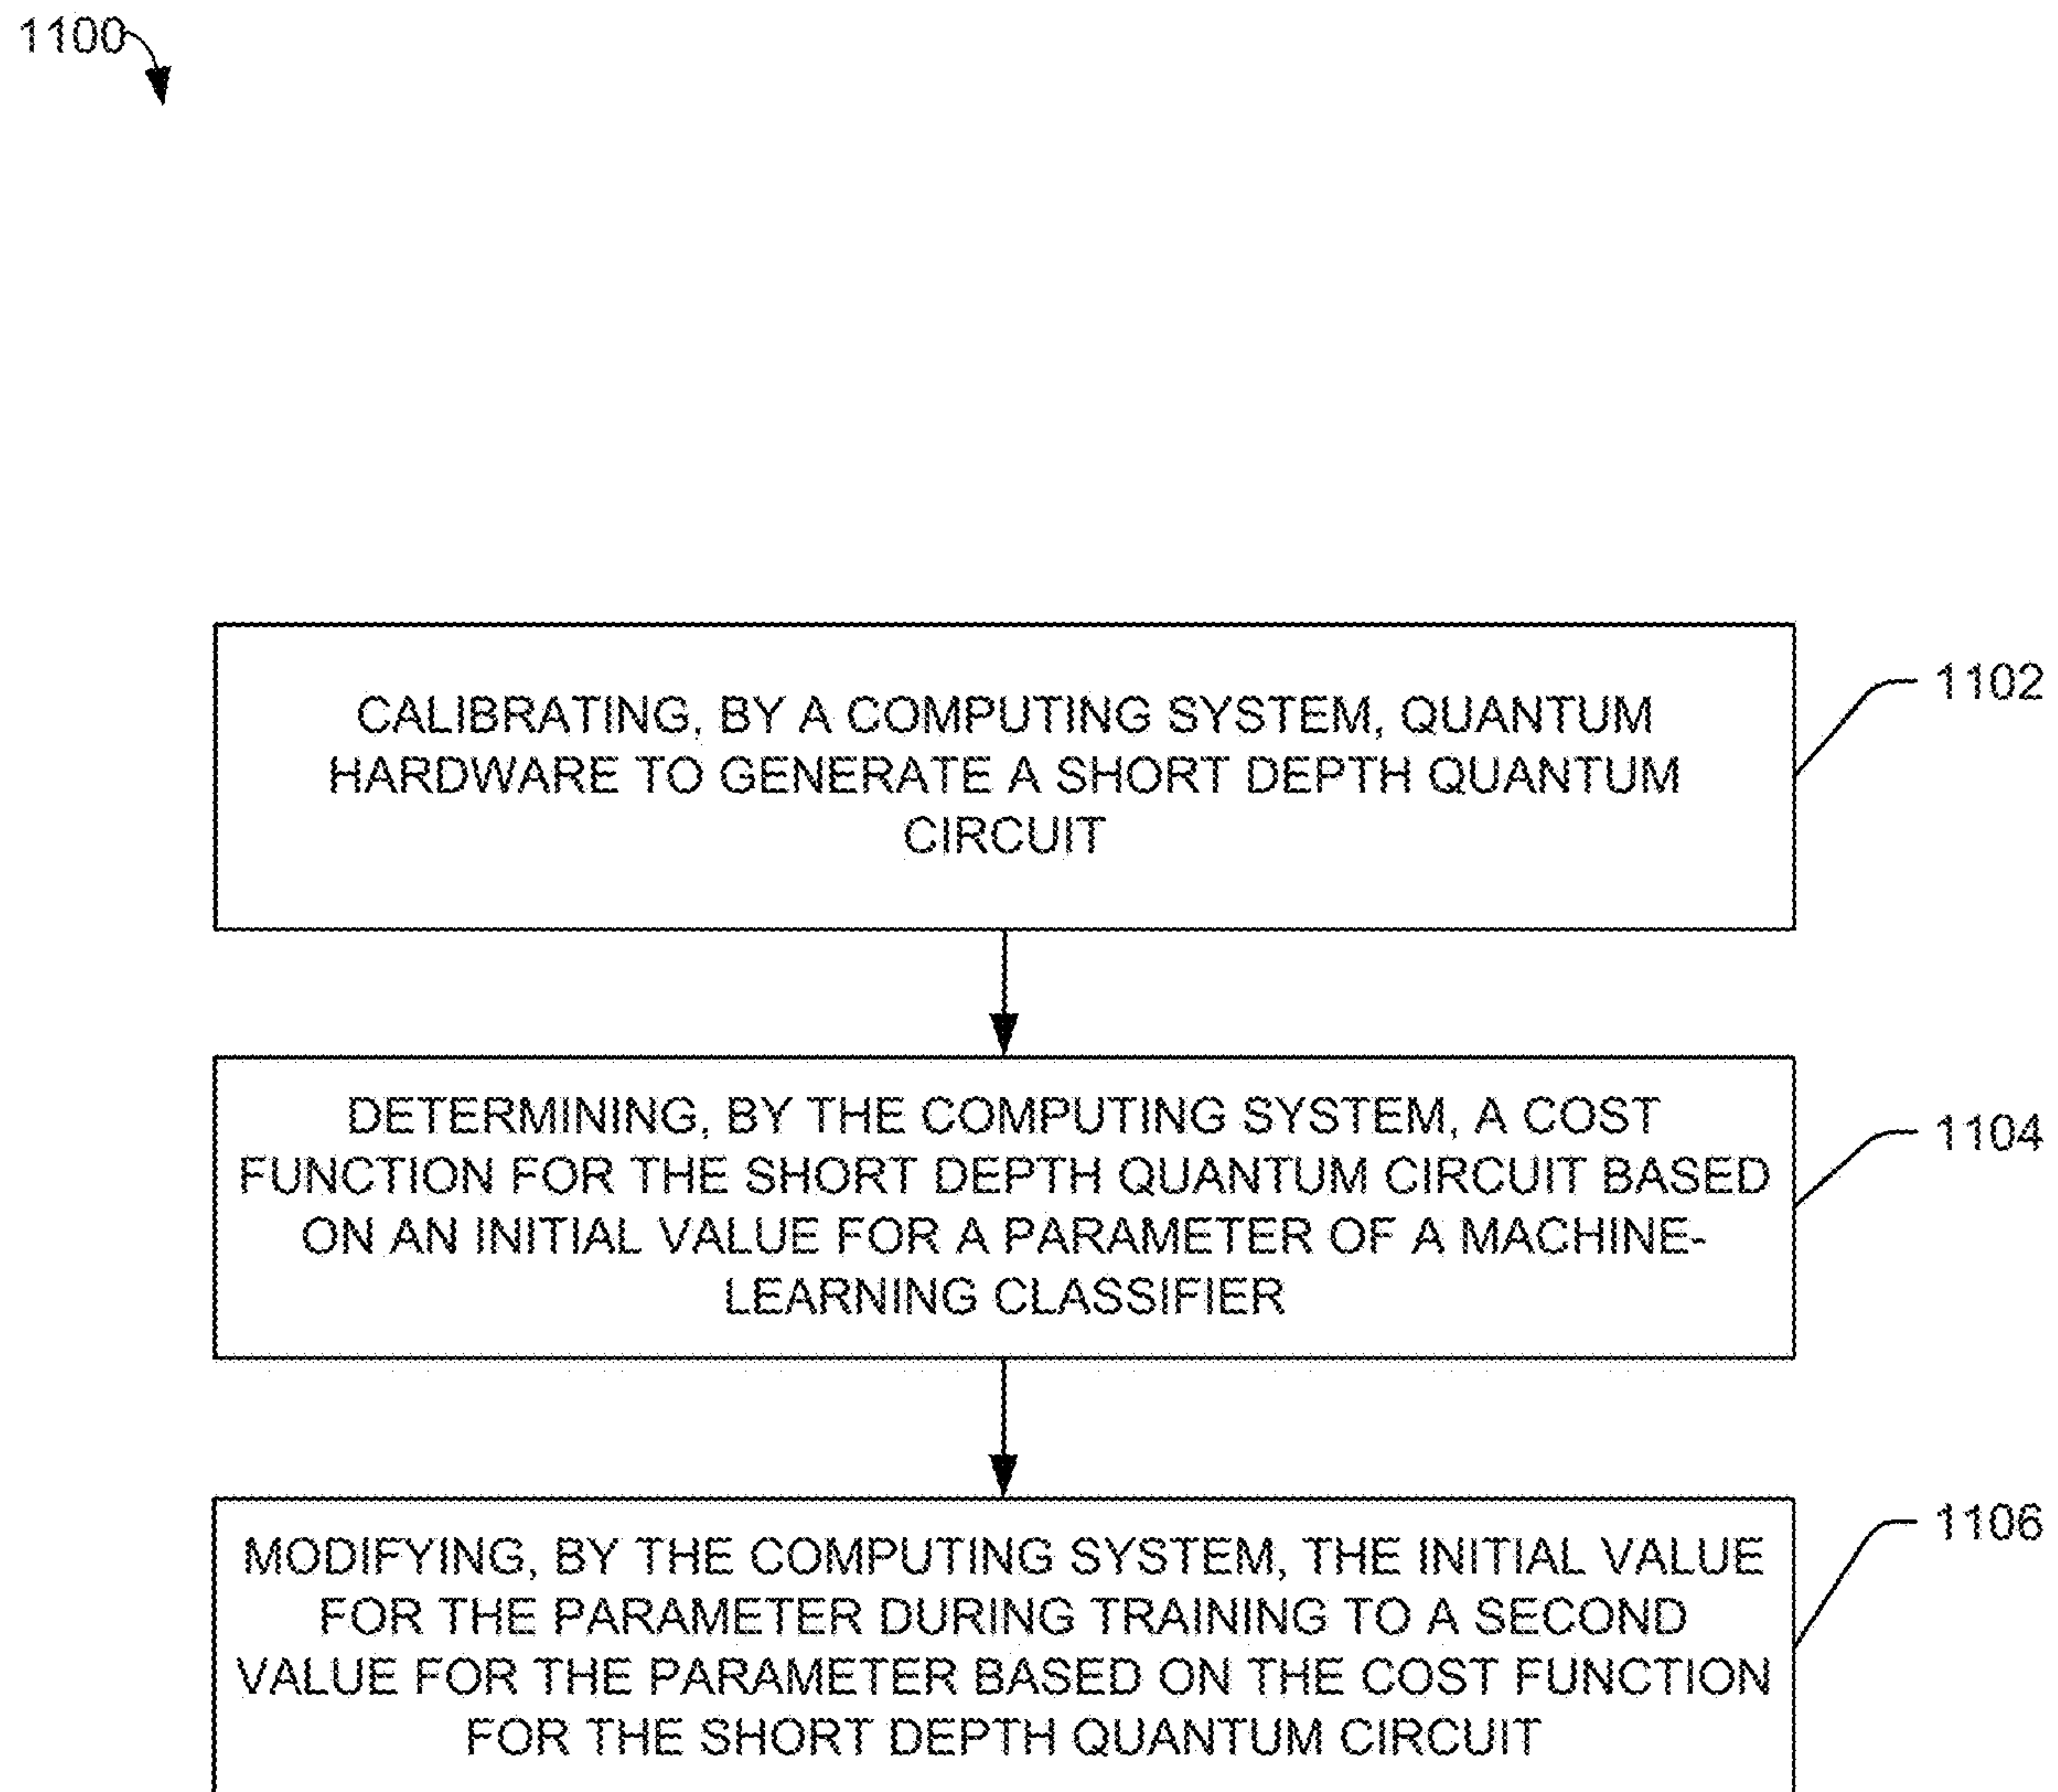 1100
CALIBRATING, BY A COMPUTING SYSTEM, QUANTUM
HARDWARE TO GENERATE A SHORT DEPTH QUANTUM
CIRCUIT
1102
DETERMINING, BY THE COMPUTING SYSTEM, A COST
FUNCTION FOR THE SHORT DEPTH QUANTUM CIRCUIT BASED
ON AN INITIAL VALUE FOR A PARAMETER OF A MACHINE-
LEARNING CLASSIFIER
1104
MODIFYING, BY THE COMPUTING SYSTEM, THE INITIAL VALUE
FOR THE PARAMETER DURING TRAINING TO A SECOND
VALUE FOR THE PARAMETER BASED ON THE COST FUNCTION
FOR THE SHORT DEPTH QUANTUM CIRCUIT
1106